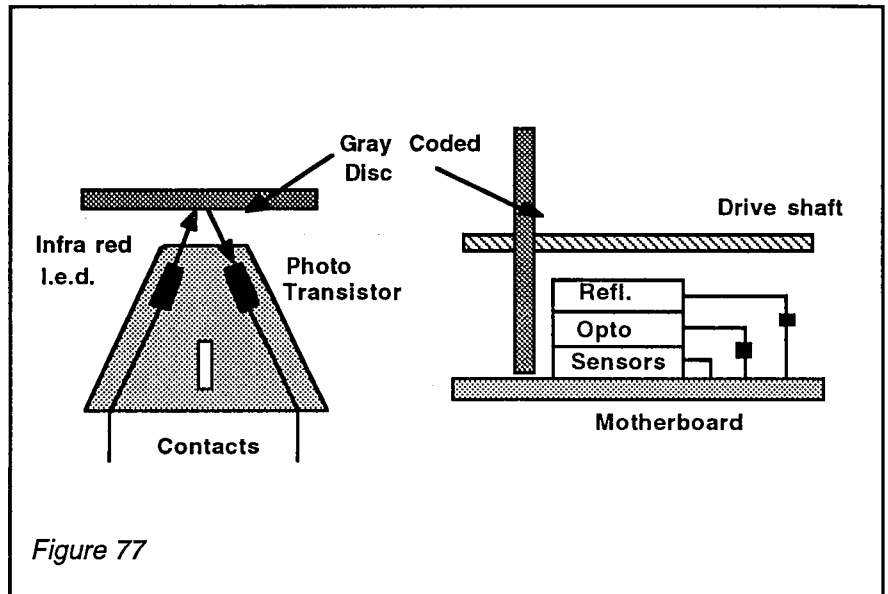 Gray Coded
Disc
Infra red
l.e.d.
Photo
Transistor
Contacts
Drive shaft
Refl.
Opto
Sensors
Motherboard
Figure 77